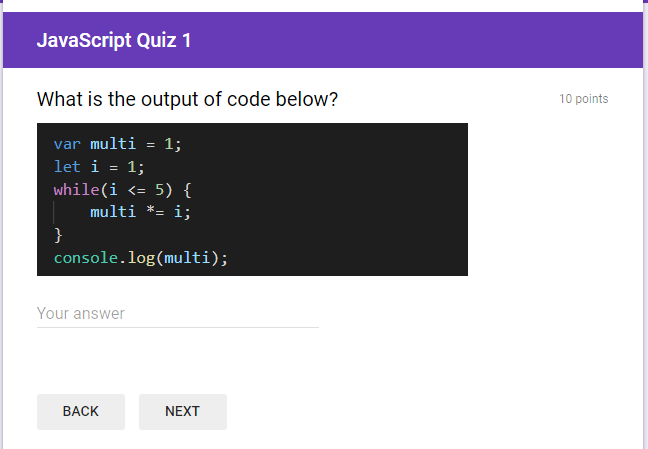 JavaScript Quiz 1
What is the output of code below?
10 points
var multi = 1;
let i = 1;
while(i <= 5) {
    multi *= i;
}
console.log(multi);
Your answer
BACK
NEXT